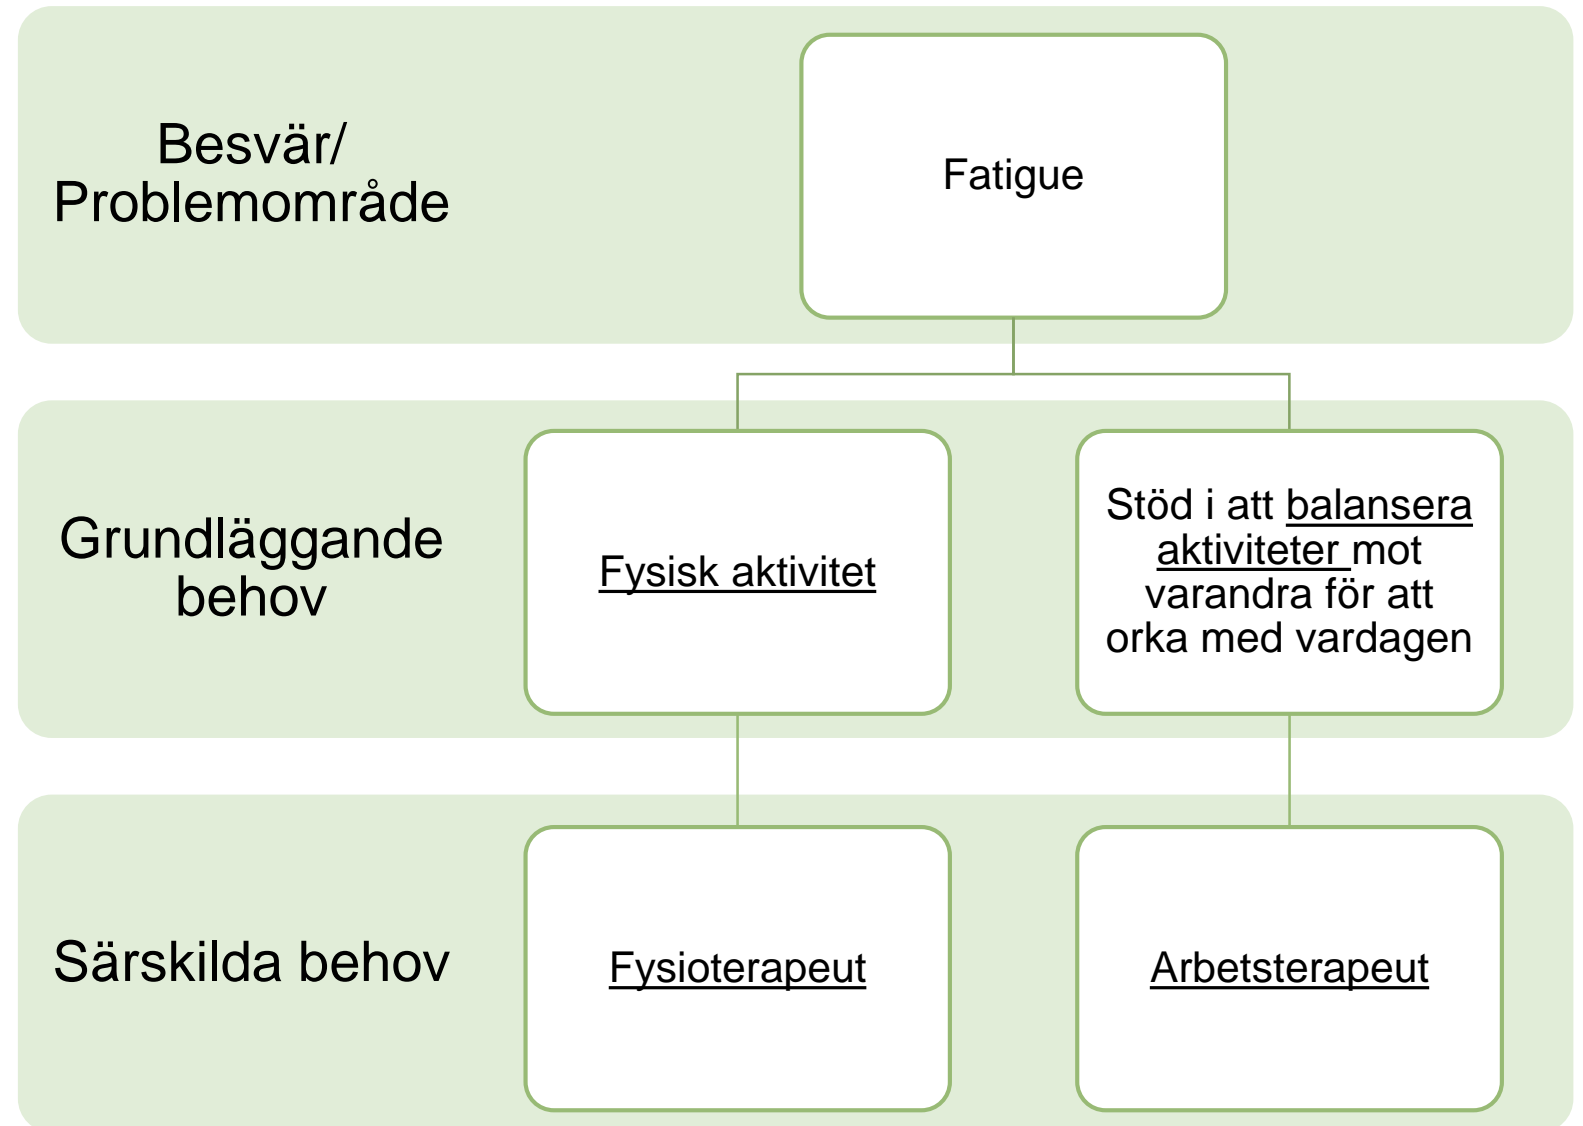 Besvär/
Problemområde
Fatigue
Grundläggande
behov
Fysisk aktivitet
Stöd i att balansera
aktiviteter mot
varandra för att
orka med vardagen
Särskilda behov
Fysioterapeut
Arbetsterapeut